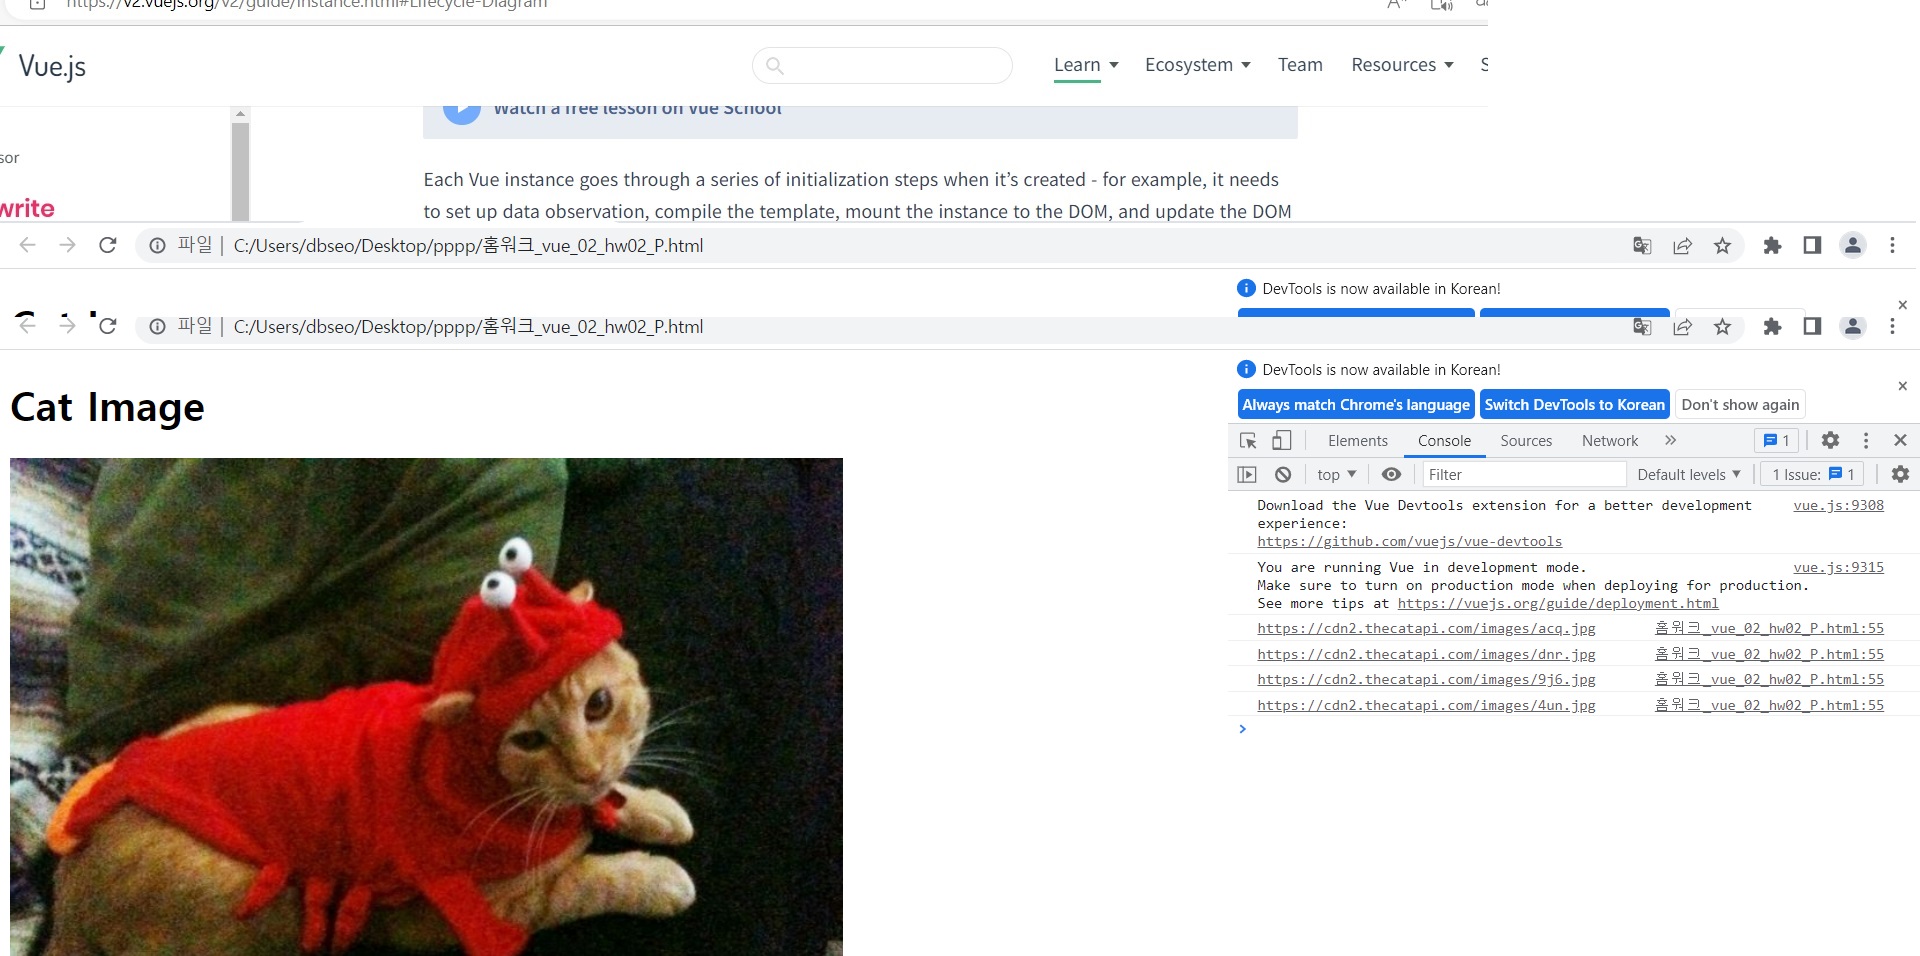 https://v2.vuejs.org/v2/guide/instance.html#Lifecycle-Diagram
Vue.js
Learn
Ecosystem
Team
Resources
Watch a free lesson on Vue School
sor
write
Each Vue instance goes through a series of initialization steps when it’s created - for example, it needs
to set up data observation, compile the template, mount the instance to the DOM, and update the DOM
파일 | C:/Users/dbseo/Desktop/pppp/홈워크_vue_02_hw02_P.html
DevTools is now available in Korean!
파일 | C:/Users/dbseo/Desktop/pppp/홈워크_vue_02_hw02_P.html
DevTools is now available in Korean!
Always match Chrome's language Switch DevTools to Korean Don't show again
Cat Image
Elements Console Sources Network » 1
top Filter Default levels 1 Issue: 1
Download the Vue Devtools extension for a better development vue.js:9308
experience:
https://github.com/vuejs/vue-devtools
You are running Vue in development mode. vue.js:9315
Make sure to turn on production mode when deploying for production.
See more tips at https://vuejs.org/guide/deployment.html
https://cdn2.thecatapi.com/images/acq.jpg 홈워크_vue_02_hw02_P.html:55
https://cdn2.thecatapi.com/images/dnr.jpg 홈워크_vue_02_hw02_P.html:55
https://cdn2.thecatapi.com/images/9j6.jpg 홈워크_vue_02_hw02_P.html:55
https://cdn2.thecatapi.com/images/4un.jpg 홈워크_vue_02_hw02_P.html:55